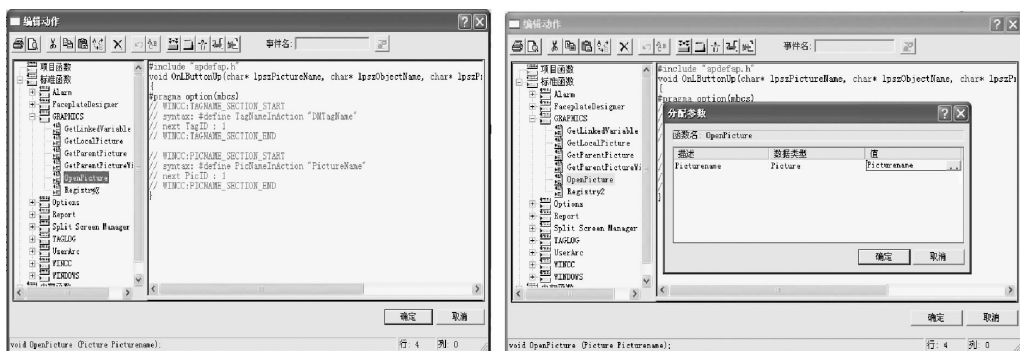 编辑动作
事件名:
项目函数
标准函数
Alarm
FaceplateDesigner
GRAPHICS
GetLinkedVariable
GetLocalPicture
GetParentPicture
GetParentPictureWi
OpenPicture
Registry2
Options
Report
Split Screen Manager
TAGLOG
UserArc
WINCC
WINDOWS
#include "apdefap.h"
void OnLButtonUp(char* lpszPictureName, char* lpszObjectName, char* lpszPr
{
#pragma option(mbcs)
// WINCC:TAGNAME_SECTION_START
// syntax: #define TagNameInAction "DMTagName"
// next TagID : 1
// WINCC:TAGNAME_SECTION_END
// WINCC:PICNAME_SECTION_START
// syntax: #define PicNameInAction "PictureName"
// next PicID : 1
// WINCC:PICNAME_SECTION_END
}
确定
取消
void OpenPicture (Picture Picturename);
行: 4
列: 0
编辑动作
事件名:
项目函数
标准函数
Alarm
FaceplateDesigner
GRAPHICS
GetLinkedVariable
GetLocalPicture
GetParentPicture
GetParentPictureWi
OpenPicture
Registry2
Options
Report
Split Screen Manager
TAGLOG
UserArc
WINCC
WINDOWS
#include "apdefap.h"
void OnLButtonUp(char* lpszPictureName, char* lpszObjectName, char* lpszPr
{
#pragma option(mbcs)
分配参数
函数名: OpenPicture
描述
数据类型
值
Picturename
Picture
Picturename
...
确定
取消
确定
取消
void OpenPicture (Picture Picturename);
行: 4
列: 0